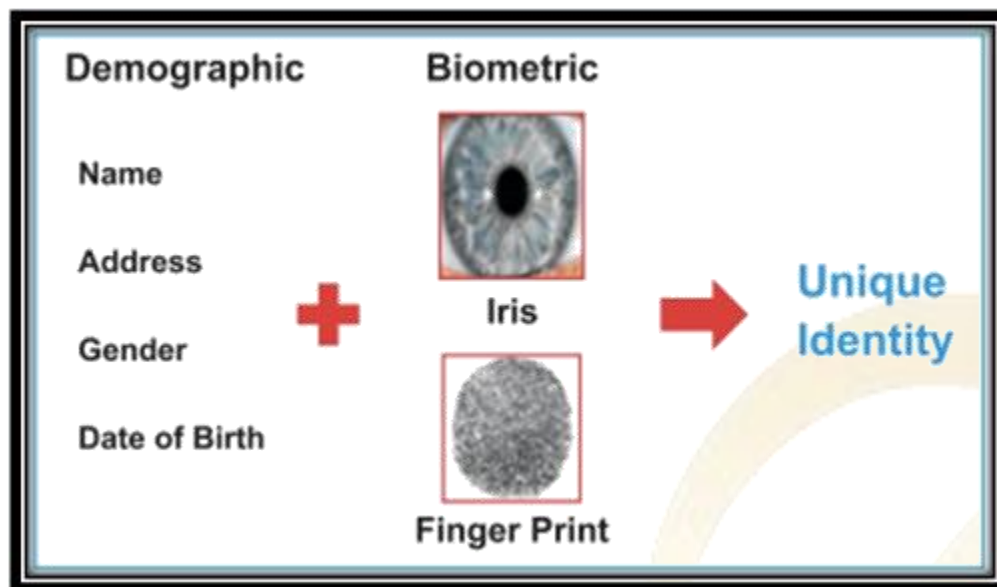 Demographic
Name
Address
Gender
Date of Birth
Biometric
Iris
Finger Print
Unique
Identity